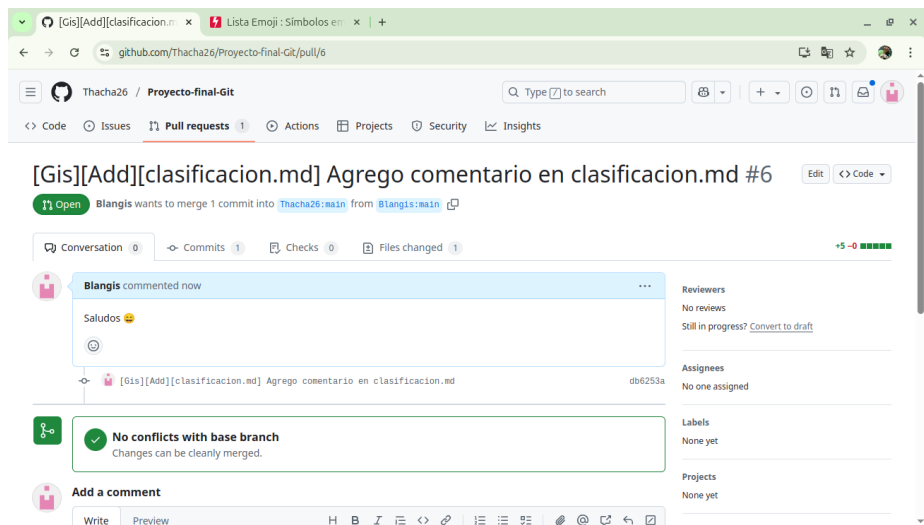 [Gis][Add][clasificacion.m
Lista Emoji : Símbolos em
github.com/Thacha26/Proyecto-final-Git/pull/6
Thacha26 / Proyecto-final-Git
Type / to search
<> Code Issues Pull requests 1 Actions Projects Security Insights
[Gis][Add][clasificacion.md] Agrego comentario en clasificacion.md #6
Edit <> Code
Open Blangis wants to merge 1 commit into Thacha26:main from Blangis:main
Conversation 0 Commits 1 Checks 0 Files changed 1 +5 −0
Blangis commented now
Saludos 😄
[Gis][Add][clasificacion.md] Agrego comentario en clasificacion.md db6253a
No conflicts with base branch
Changes can be cleanly merged.
Add a comment
Write Preview
Reviewers
No reviews
Still in progress? Convert to draft
Assignees
No one assigned
Labels
None yet
Projects
None yet